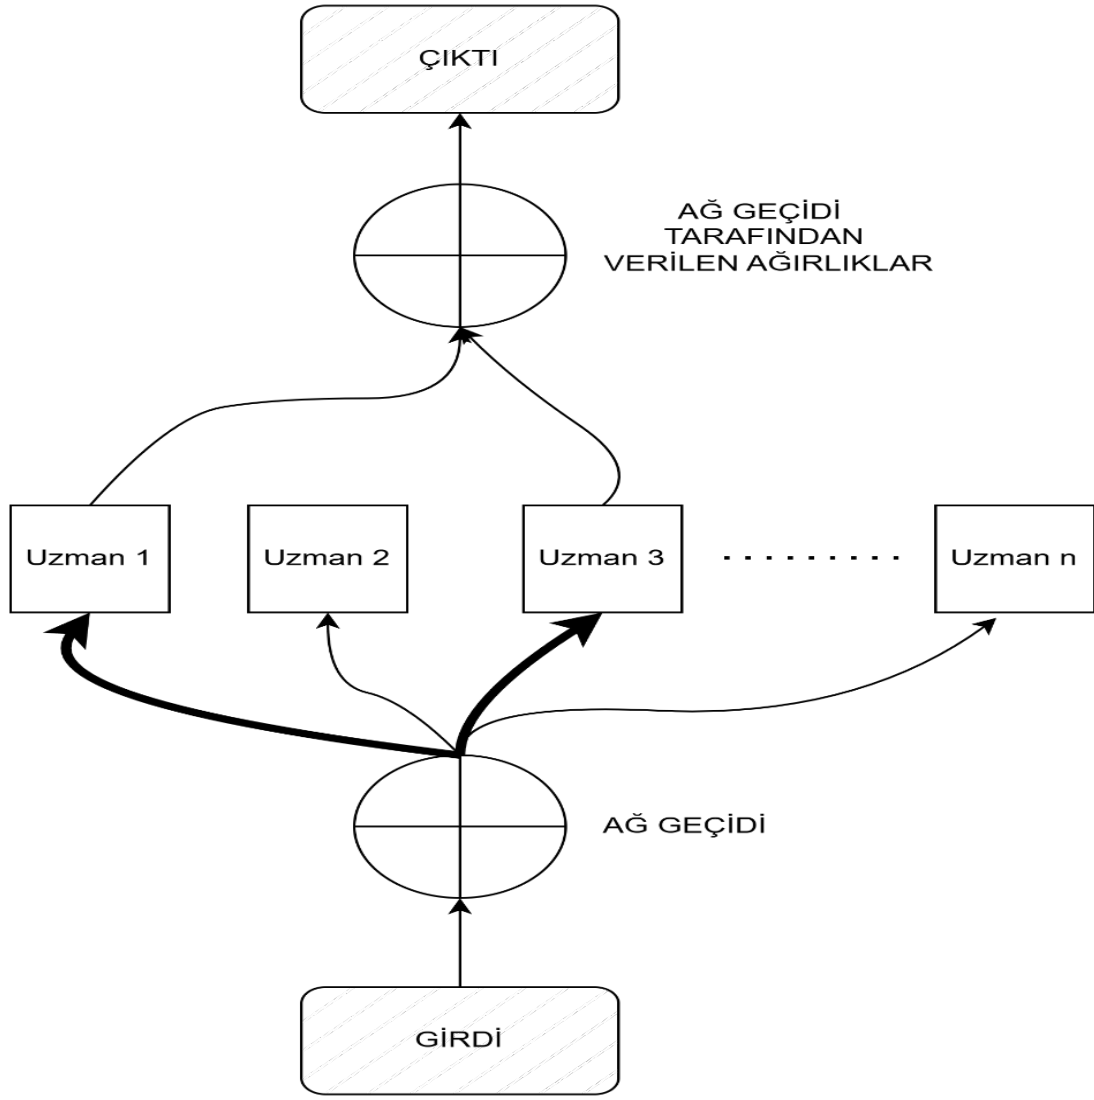 ÇIKTI
AĞ GEÇİDİ
TARAFINDAN
VERİLEN AĞIRLIKLAR
Uzman 1
Uzman 2
Uzman 3
Uzman n
AĞ GEÇİDİ
GİRDİ